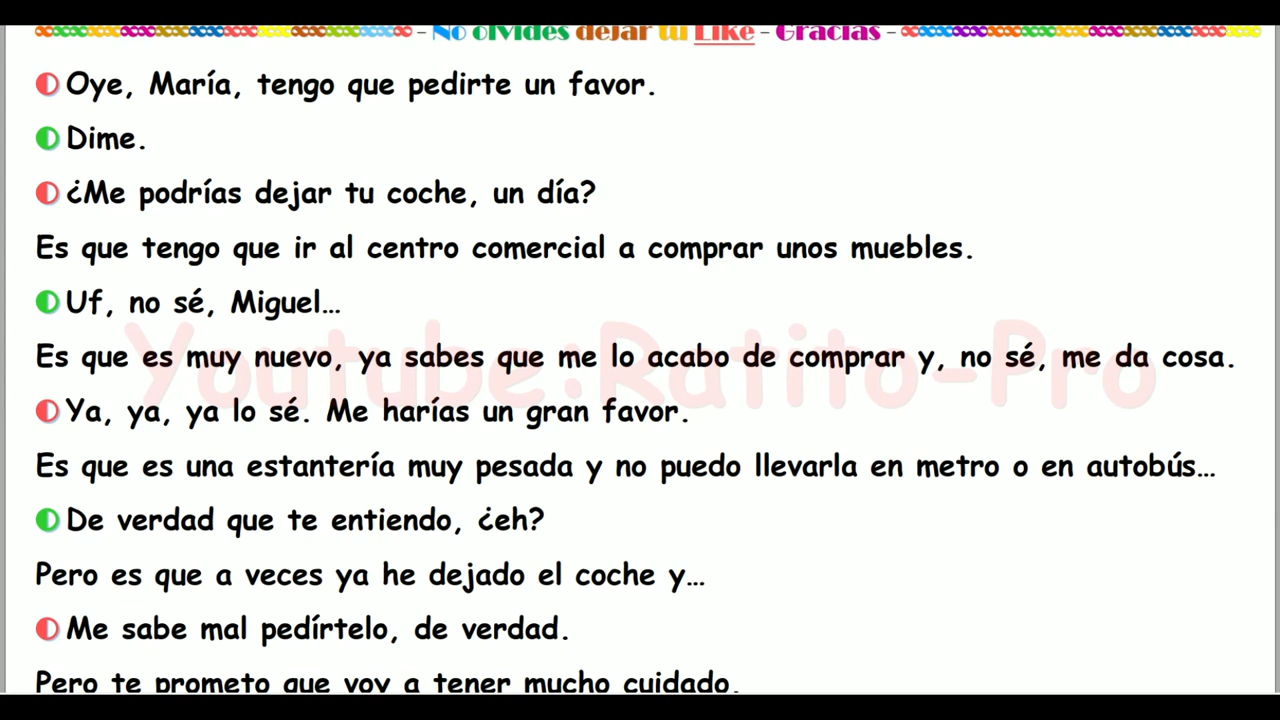 - No olvides dejar tu Like - Gracias -
Oye, María, tengo que pedirte un favor.
Dime.
¿Me podrías dejar tu coche, un día?
Es que tengo que ir al centro comercial a comprar unos muebles.
Uf, no sé, Miguel...
Es que es muy nuevo, ya sabes que me lo acabo de comprar y, no sé, me da cosa.
Youtube:Ratito-Pro
Ya, ya, ya lo sé. Me harías un gran favor.
Es que es una estantería muy pesada y no puedo llevarla en metro o en autobús...
De verdad que te entiendo, ¿eh?
Pero es que a veces ya he dejado el coche y...
Me sabe mal pedírtelo, de verdad.
Pero te prometo que voy a tener mucho cuidado.